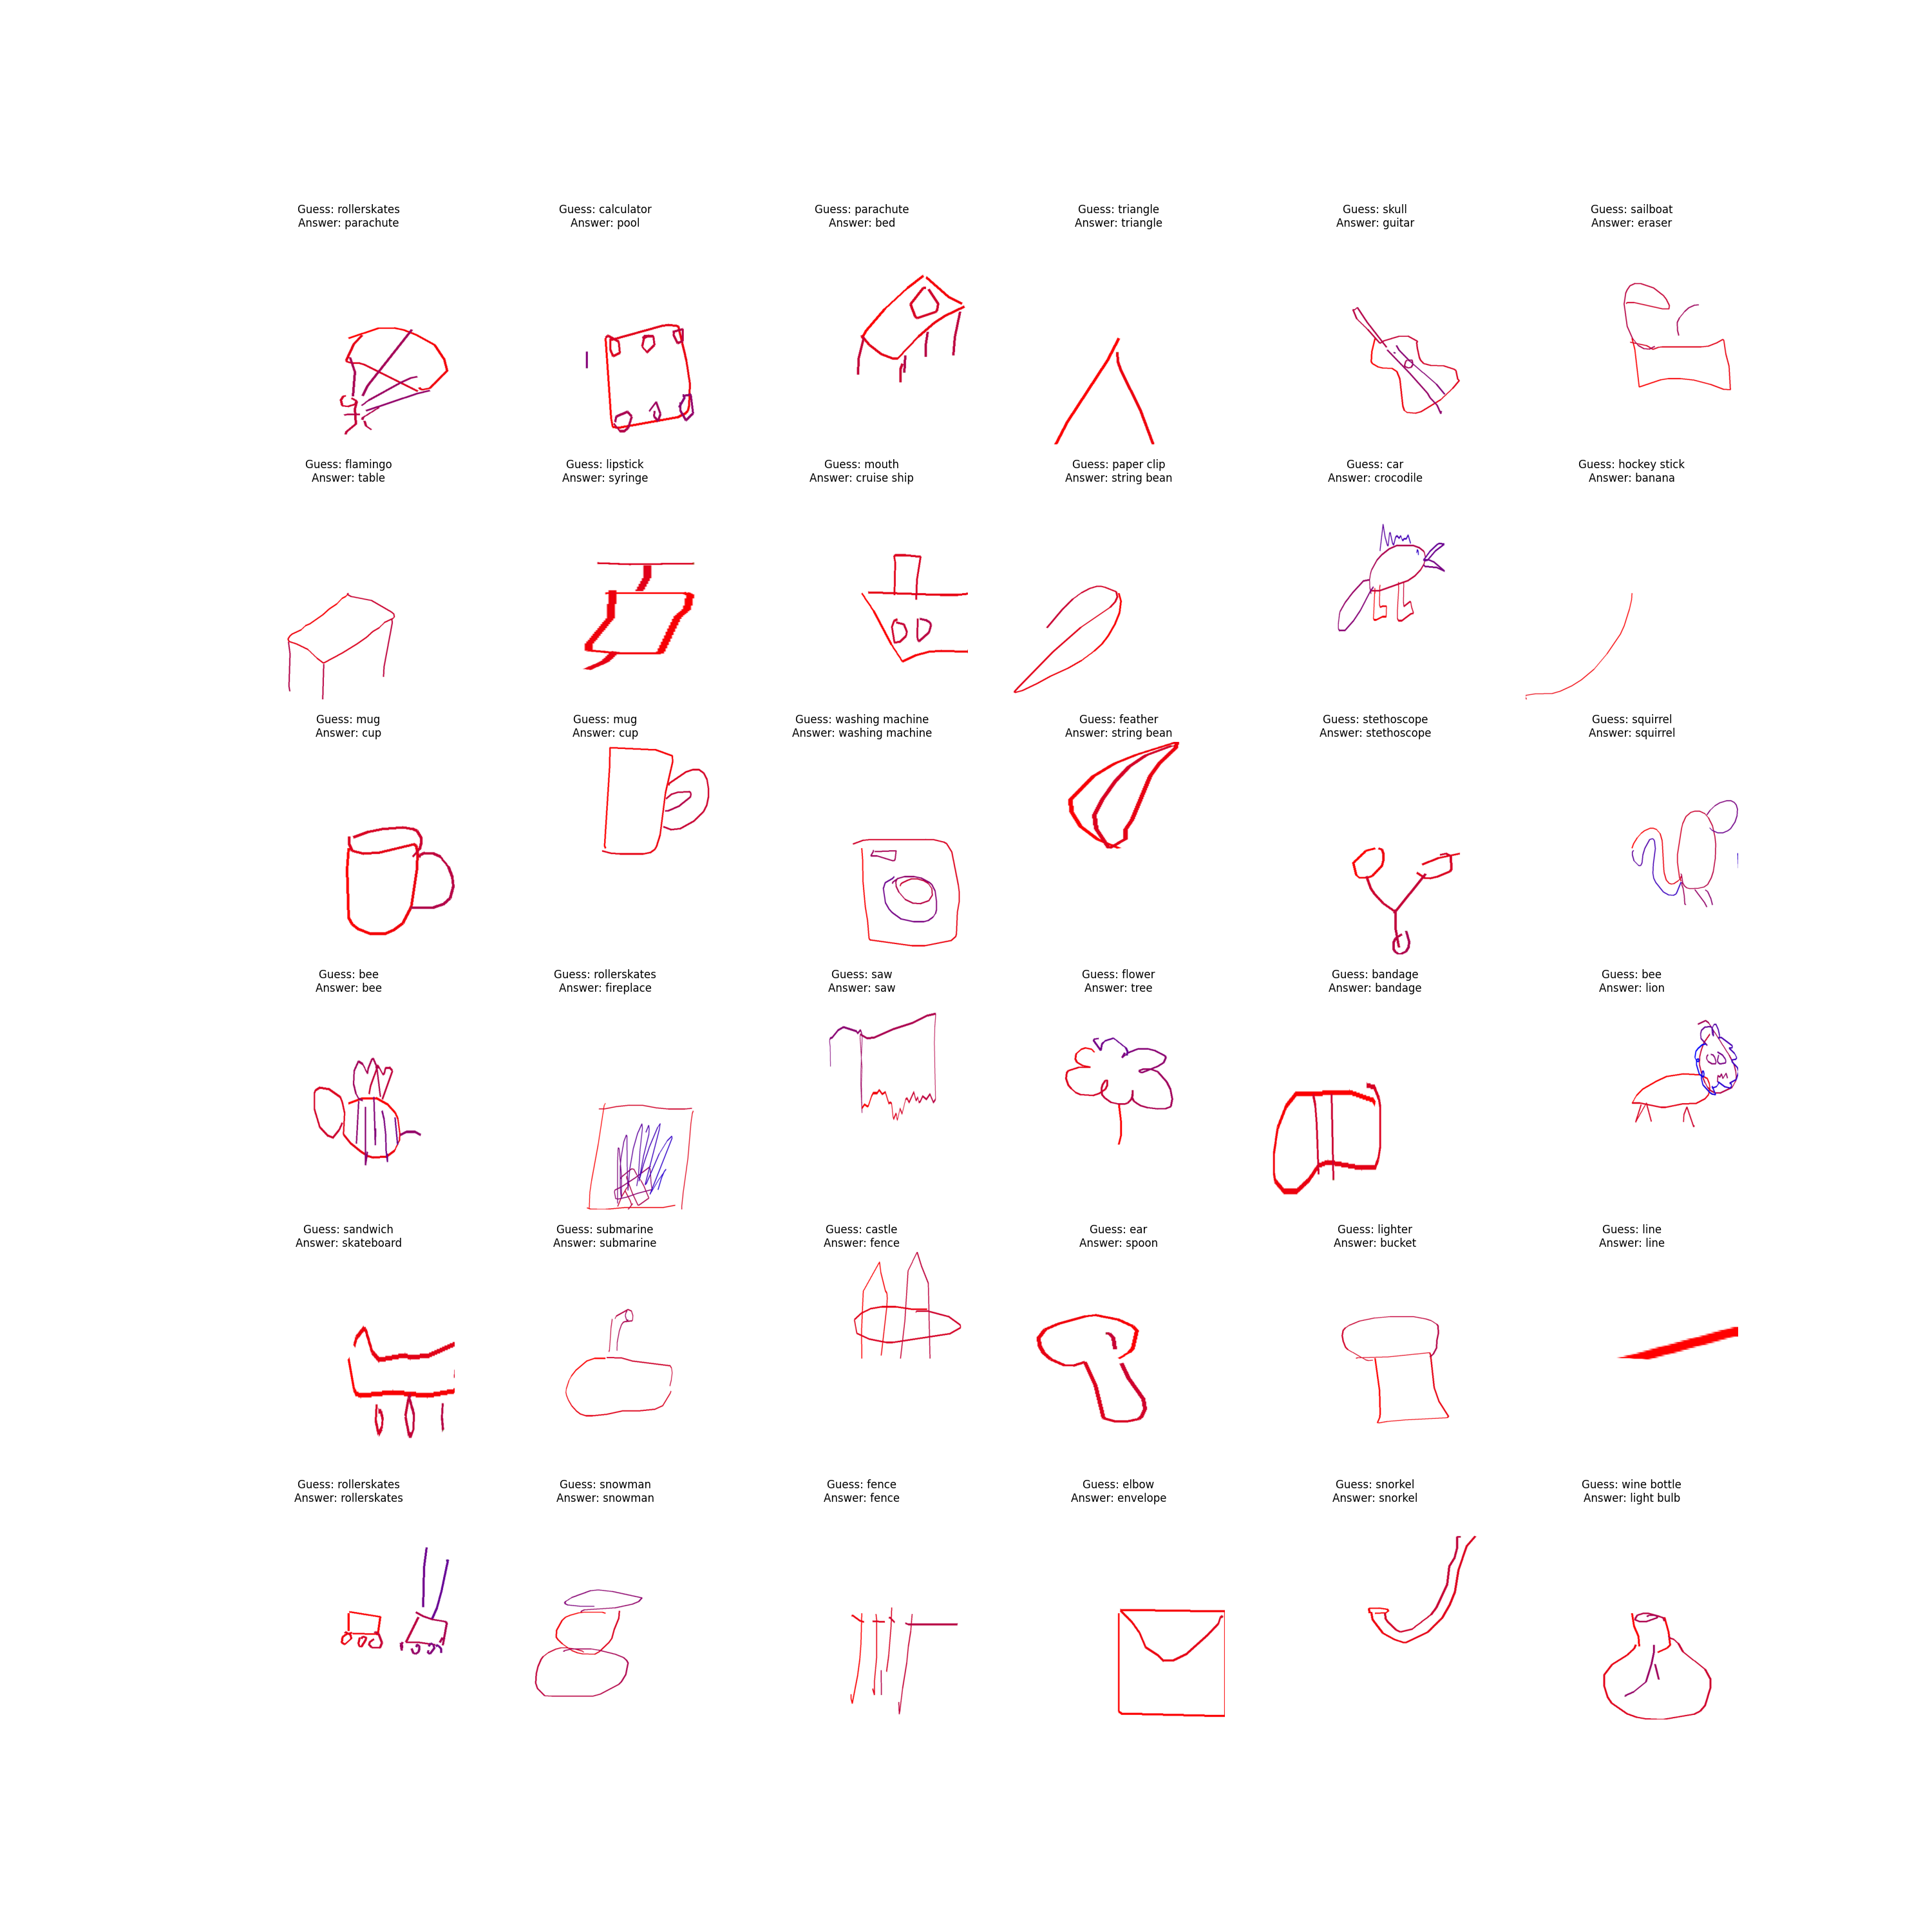 Guess: rollerskates
Answer: parachute
Guess: calculator
Answer: pool
Guess: parachute
Answer: bed
Guess: triangle
Answer: triangle
Guess: skull
Answer: guitar
Guess: sailboat
Answer: eraser
Guess: flamingo
Answer: table
Guess: lipstick
Answer: syringe
Guess: mouth
Answer: cruise ship
Guess: paper clip
Answer: string bean
Guess: car
Answer: crocodile
Guess: hockey stick
Answer: banana
Guess: mug
Answer: cup
Guess: mug
Answer: cup
Guess: washing machine
Answer: washing machine
Guess: feather
Answer: string bean
Guess: stethoscope
Answer: stethoscope
Guess: squirrel
Answer: squirrel
Guess: bee
Answer: bee
Guess: rollerskates
Answer: fireplace
Guess: saw
Answer: saw
Guess: flower
Answer: tree
Guess: bandage
Answer: bandage
Guess: bee
Answer: lion
Guess: sandwich
Answer: skateboard
Guess: submarine
Answer: submarine
Guess: castle
Answer: fence
Guess: ear
Answer: spoon
Guess: lighter
Answer: bucket
Guess: line
Answer: line
Guess: rollerskates
Answer: rollerskates
Guess: snowman
Answer: snowman
Guess: fence
Answer: fence
Guess: elbow
Answer: envelope
Guess: snorkel
Answer: snorkel
Guess: wine bottle
Answer: light bulb